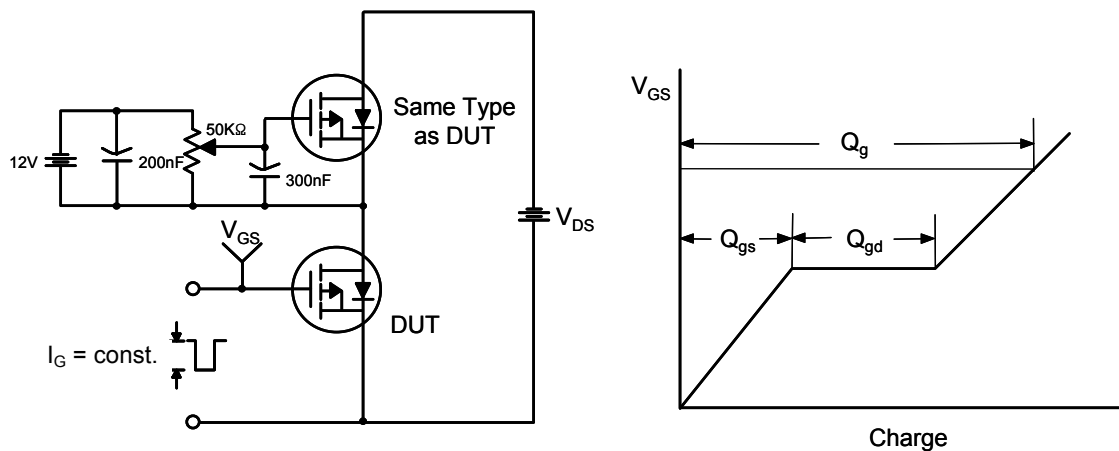 Same Type
as DUT
50KΩ
12V
200nF
300nF
V_GS
V_DS
DUT
I_G = const.
V_GS
Q_g
Q_gs
Q_gd
Charge